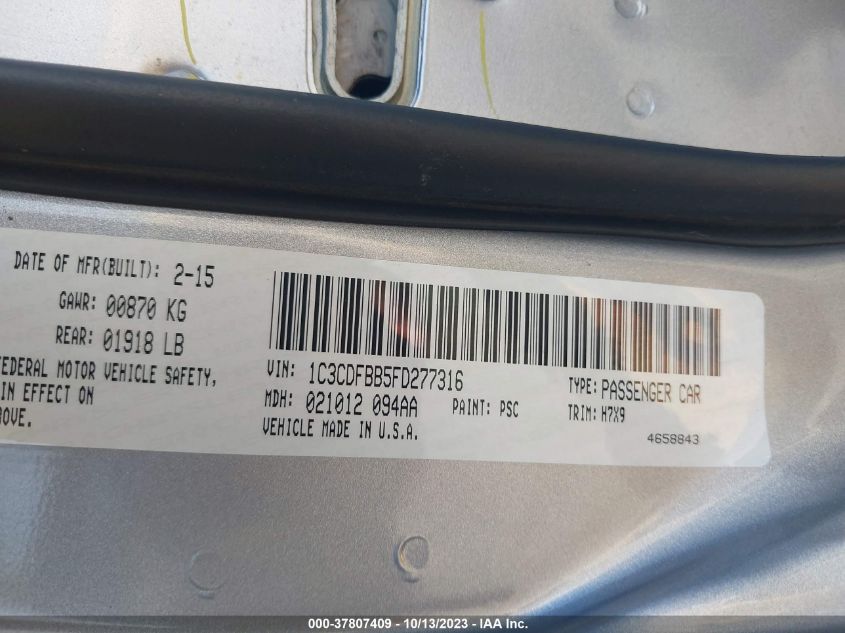 DATE OF MFR(BUILT): 2-15
GAWR: 00870 KG
REAR: 01918 LB
FEDERAL MOTOR VEHICLE SAFETY,
IN EFFECT ON
VIN: 1C3CDFBB5FD277316
TYPE: PASSENGER CAR
MDH: 021012 094AA
PAINT: PSC
TRIM: H7X9
VEHICLE MADE IN U.S.A.
4658843
000-37807409 - 10/13/2023 - IAA Inc.